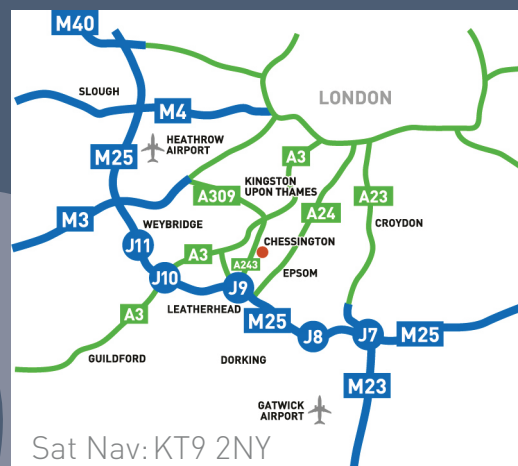 M40
SLOUGH
LONDON
M4
HEATHROW
AIRPORT
M25
A3
KINGSTON
UPON THAMES
A309
A23
A24
M3
WEYBRIDGE
CROYDON
J11
CHESSINGTON
A3
A243
EPSOM
J10
J9
LEATHERHEAD
A3
M25
J8
J7
M25
GUILDFORD
DORKING
M23
GATWICK
AIRPORT
Sat Nav: KT9 2NY